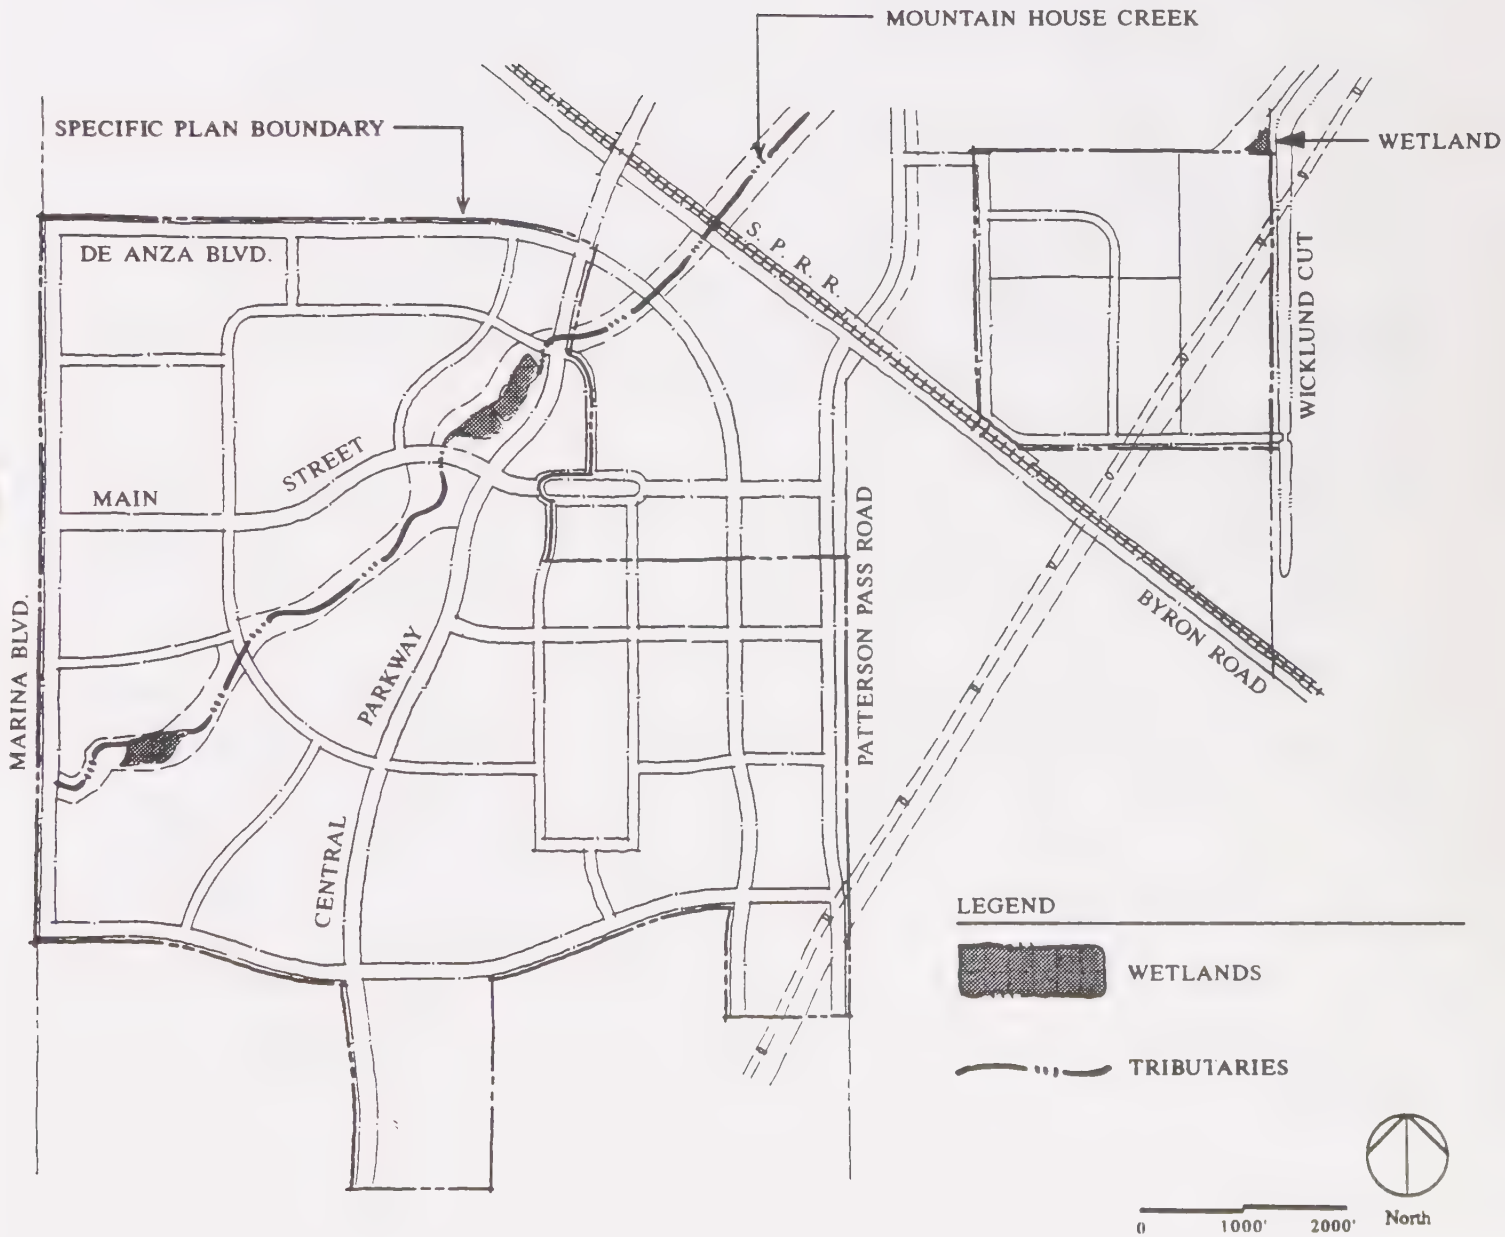 MOUNTAIN HOUSE CREEK
SPECIFIC PLAN BOUNDARY
WETLAND
DE ANZA BLVD.
S. P. R. R.
WICKLUND CUT
STREET
MAIN
PATTERSON PASS ROAD
MARINA BLVD.
BYRON ROAD
PARKWAY
CENTRAL
LEGEND
WETLANDS
TRIBUTARIES
North
0 1000' 2000'